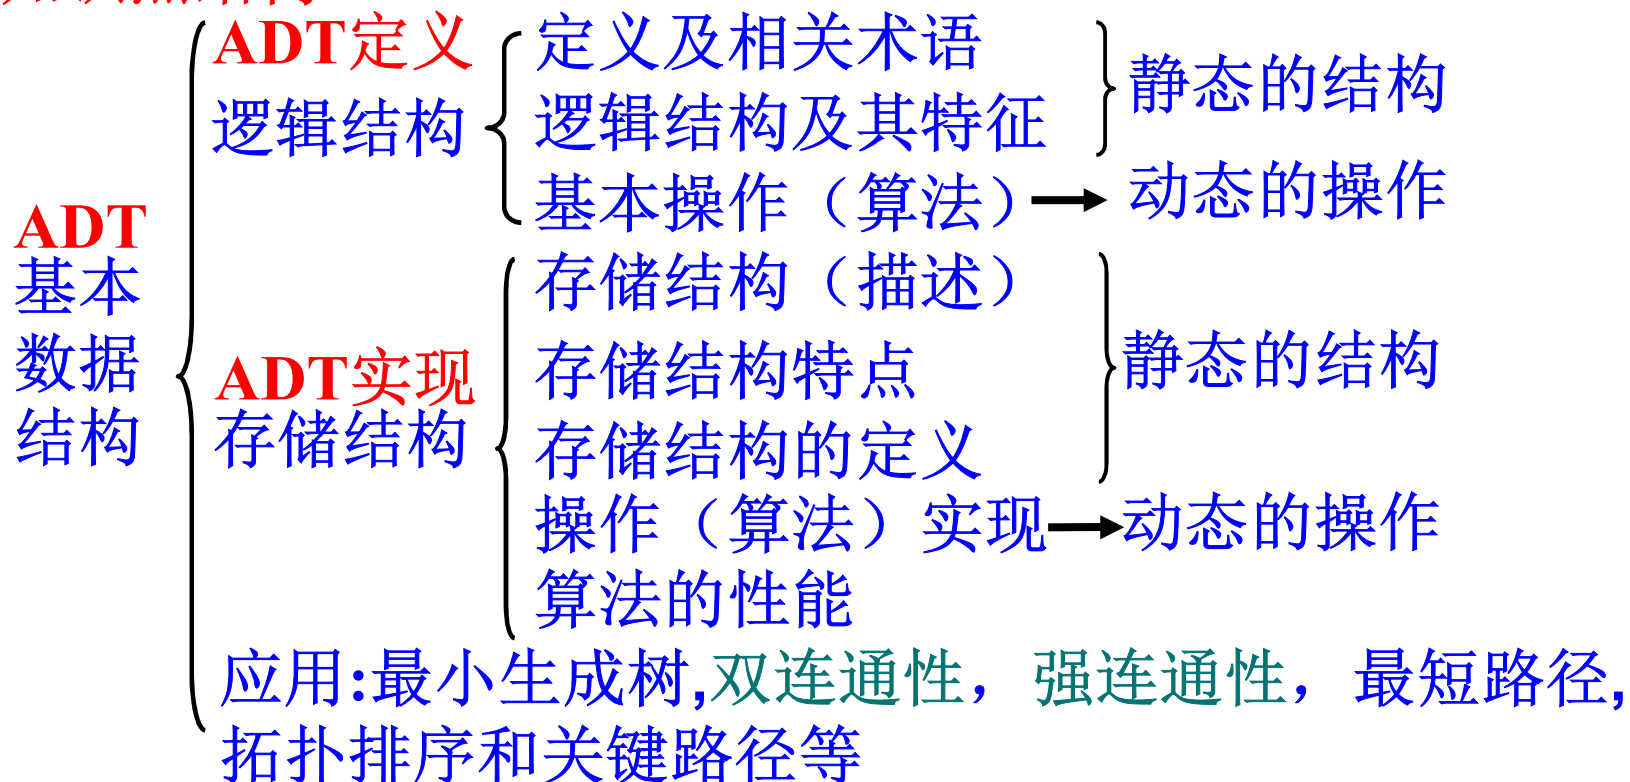 ADT
基本
数据
结构
ADT定义
逻辑结构
定义及相关术语
逻辑结构及其特征
静态的结构
基本操作（算法）
动态的操作
ADT实现
存储结构
存储结构（描述）
存储结构特点
存储结构的定义
静态的结构
操作（算法）实现
动态的操作
算法的性能
应用:最小生成树,双连通性，强连通性，最短路径,
拓扑排序和关键路径等